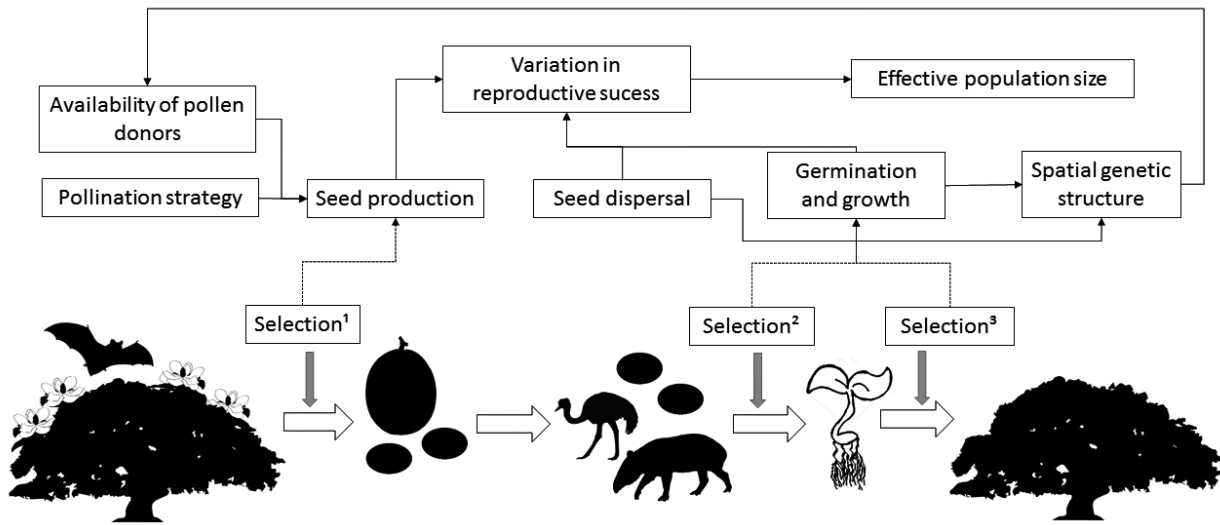 Variation in
reproductive sucess
Effective population size
Availability of pollen
donors
Pollination strategy
Seed production
Seed dispersal
Germination
and growth
Spatial genetic
structure
Selection¹
Selection²
Selection³